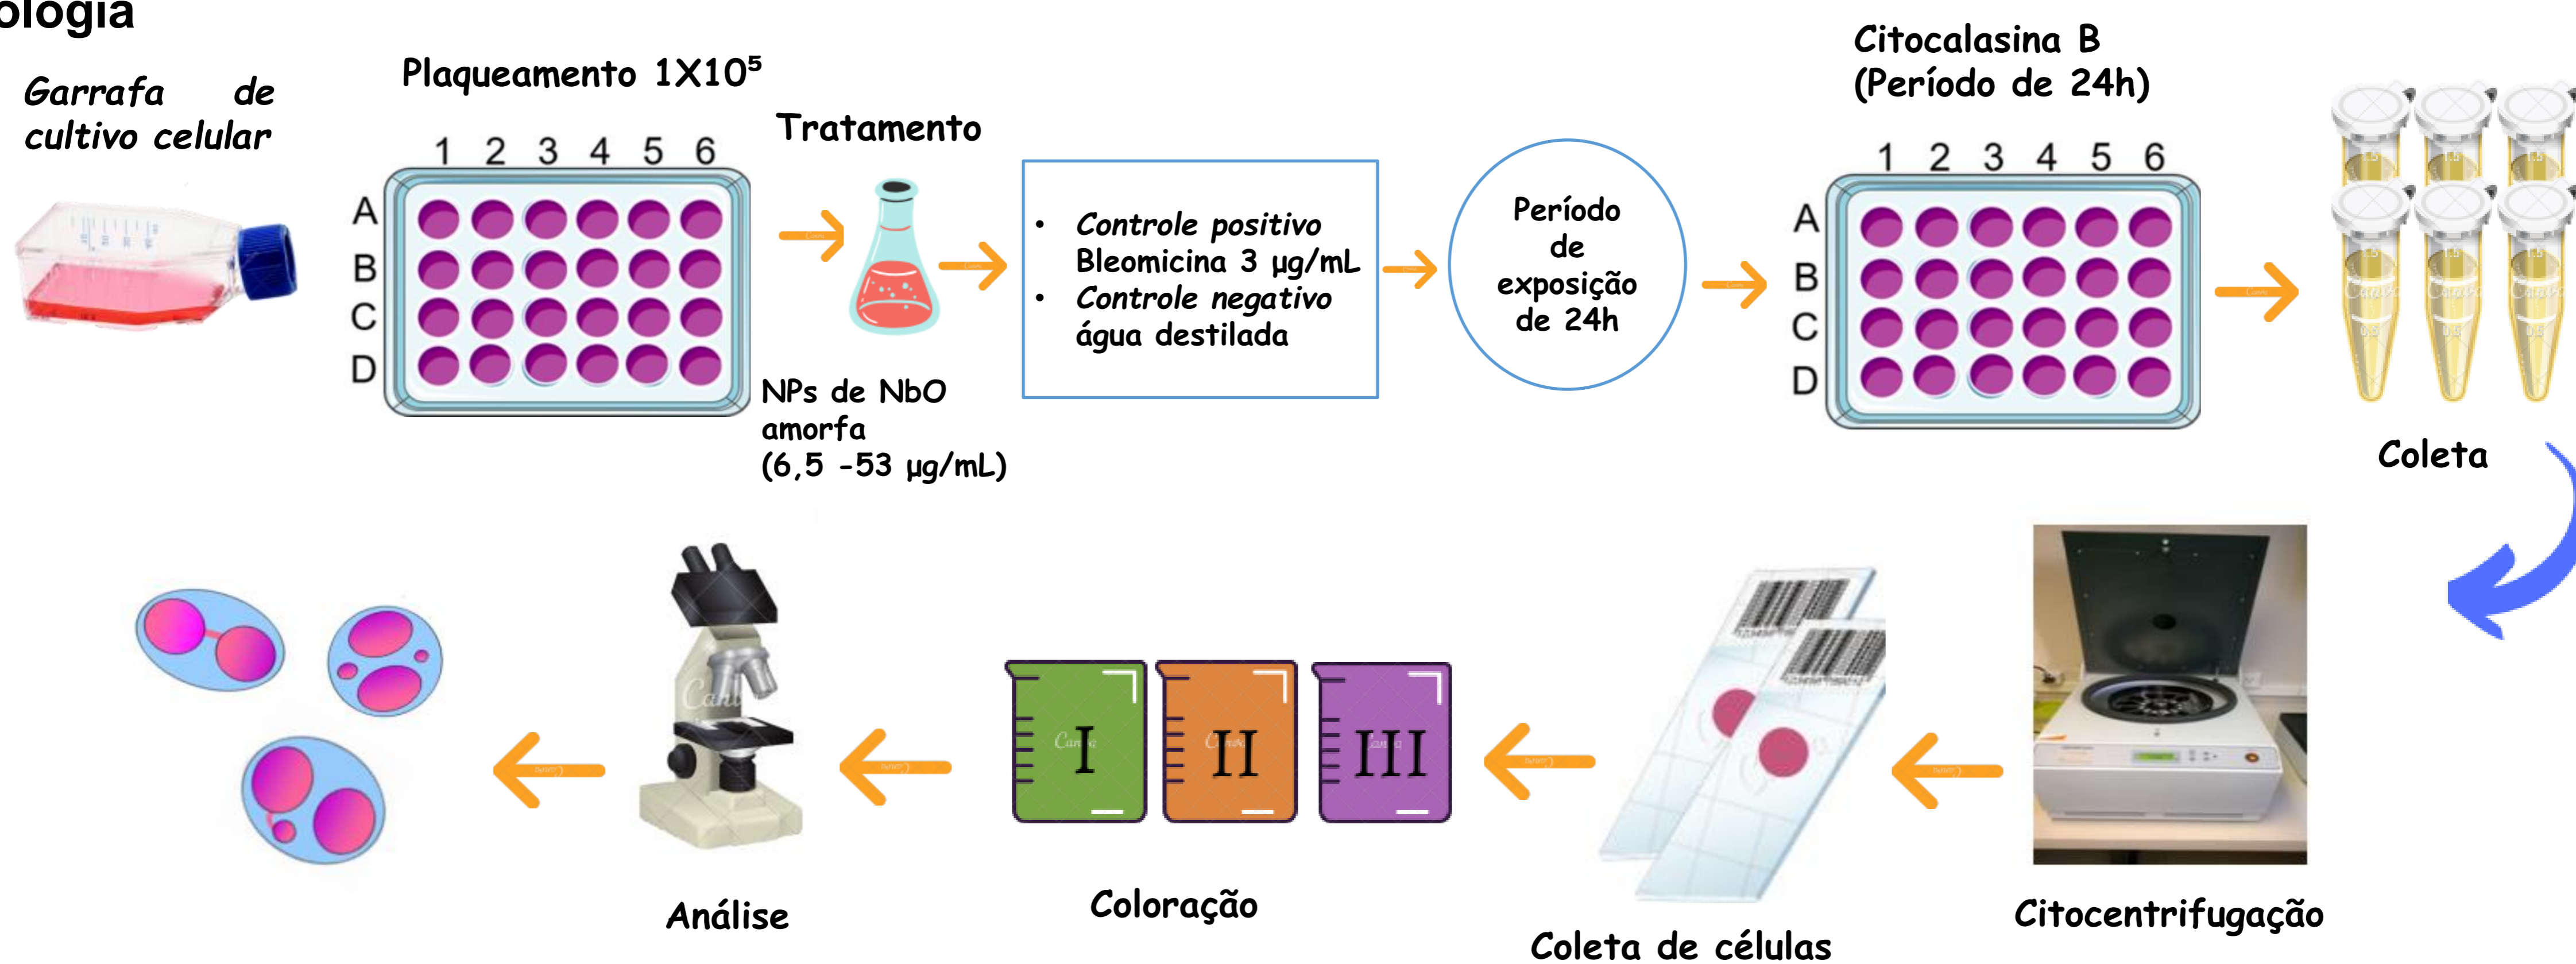 ologia
Garrafa de
cultivo celular
Plaqueamento 1X10⁵
1 2 3 4 5 6
A
B
C
D
Tratamento
NPs de NbO
amorfa
(6,5 -53 µg/mL)
• Controle positivo
Bleomicina 3 µg/mL
• Controle negativo
água destilada
Período
de
exposição
de 24h
Citocalasina B
(Período de 24h)
1 2 3 4 5 6
A
B
C
D
Coleta
Citocentrifugação
Coleta de células
I II III
Coloração
Análise